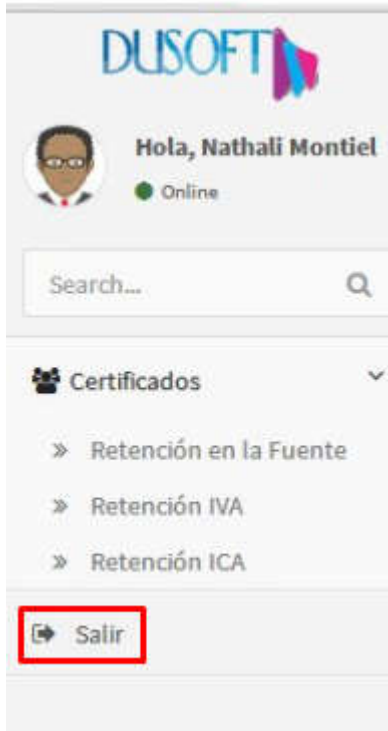 DUSOFT
Hola, Nathali Montiel
Online
Search...
Certificados
Retención en la Fuente
Retención IVA
Retención ICA
Salir